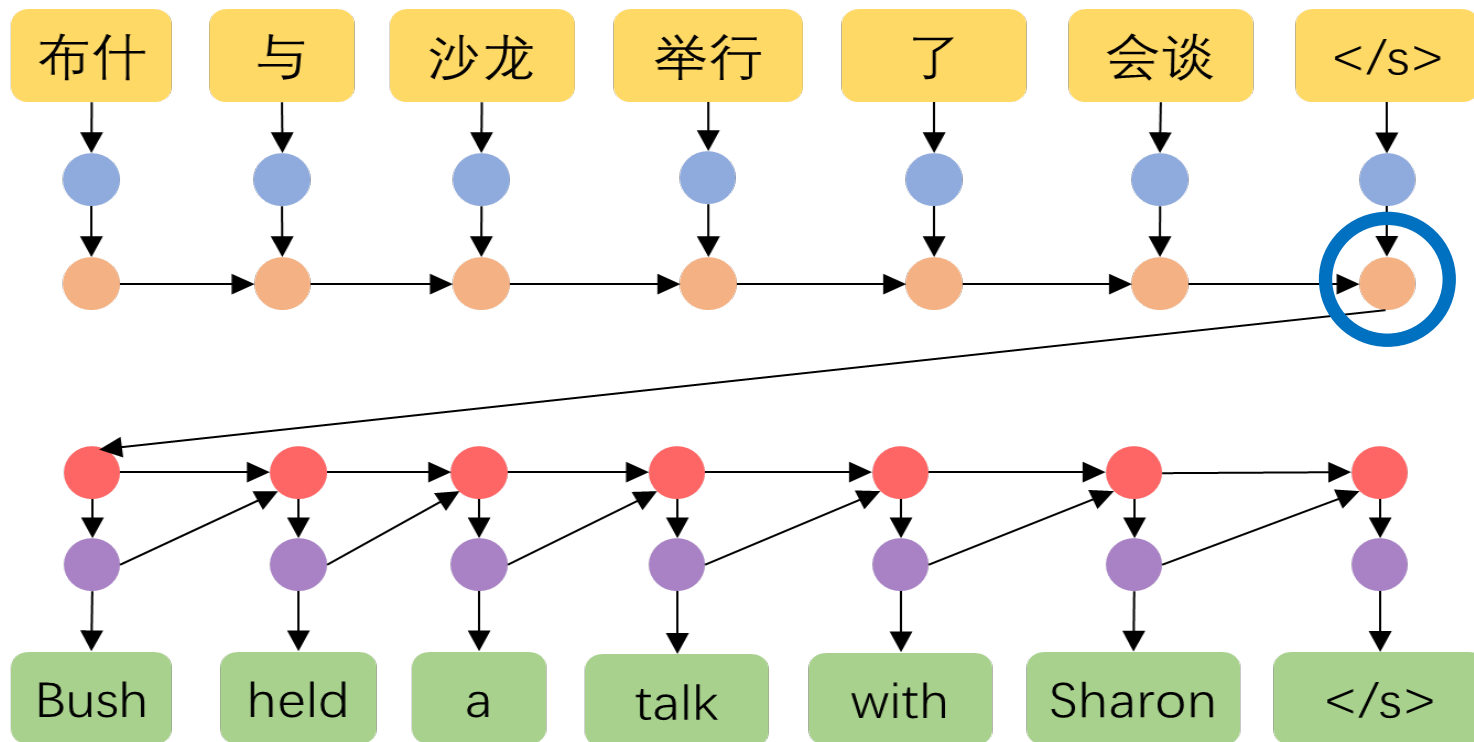 布什 与 沙龙 举行 了 会谈 </s>
Bush held a talk with Sharon </s>